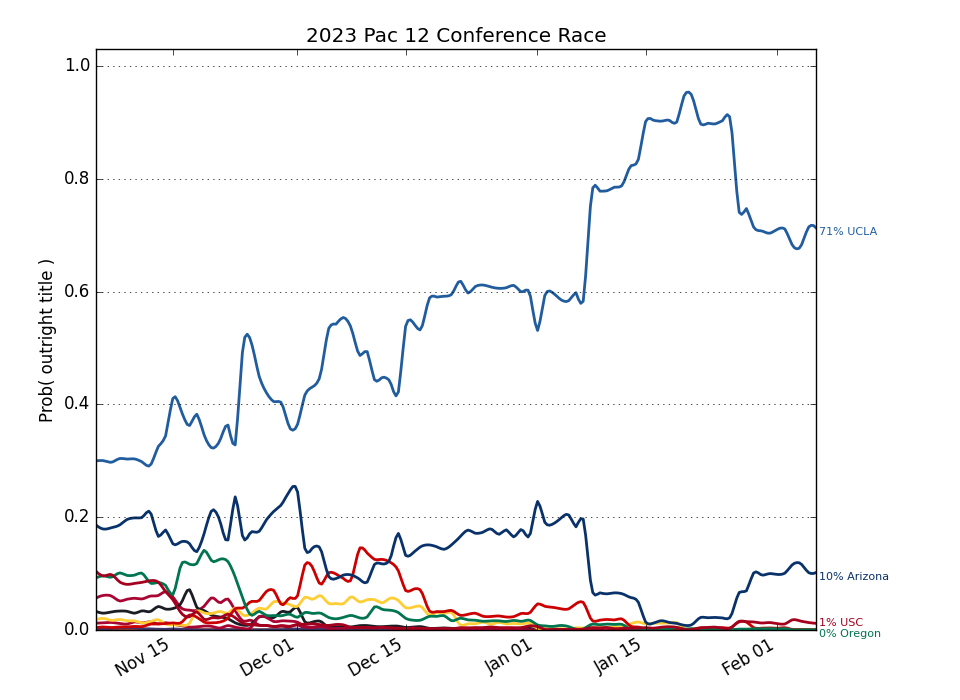 2023 Pac 12 Conference Race
Prob( outright title )
1.0
0.8
0.6
0.4
0.2
0.0
71% UCLA
10% Arizona
1% USC
0% Oregon
Nov 15
Dec 01
Dec 15
Jan 01
Jan 15
Feb 01